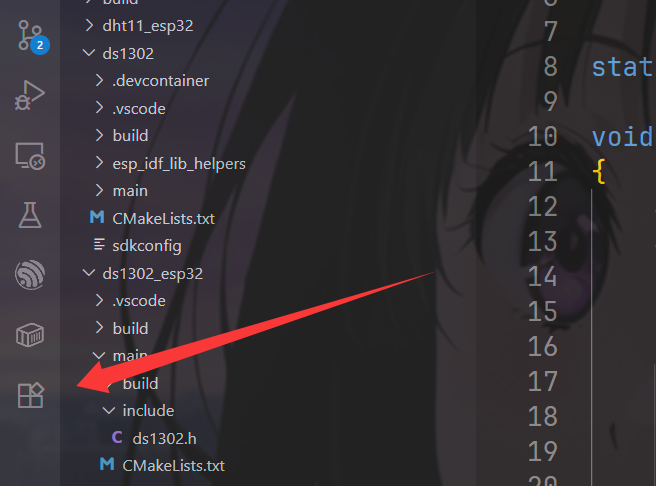 build
dht11_esp32
ds1302
.devcontainer
.vscode
build
esp_idf_lib_helpers
main
CMakeLists.txt
sdkconfig
ds1302_esp32
.vscode
build
main
build
include
C ds1302.h
CMakeLists.txt
2
7
8 stat
9
10 void
11 {
12
13
14
15
16
17
18
19
20